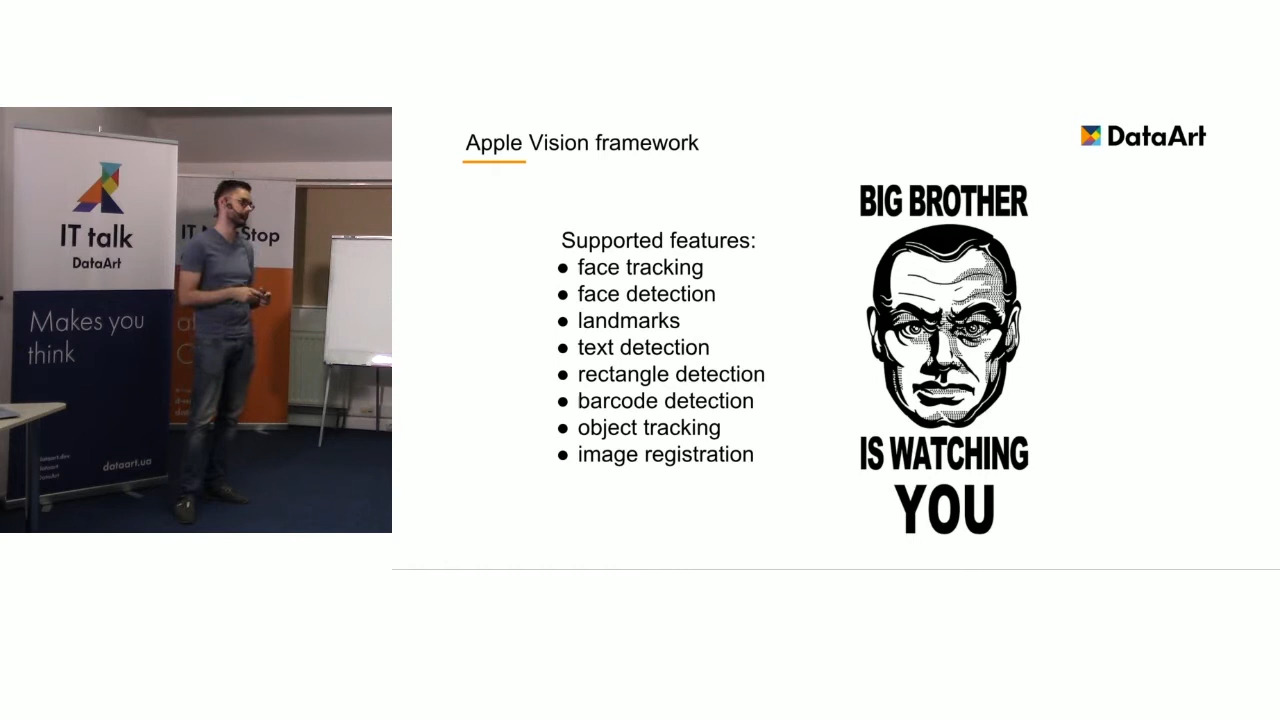 IT talk
DataArt
Makes you
think
dataart.ua
IT
Stop
Apple Vision framework
DataArt
Supported features:
● face tracking
● face detection
● landmarks
● text detection
● rectangle detection
● barcode detection
● object tracking
● image registration
BIG BROTHER
IS WATCHING
YOU